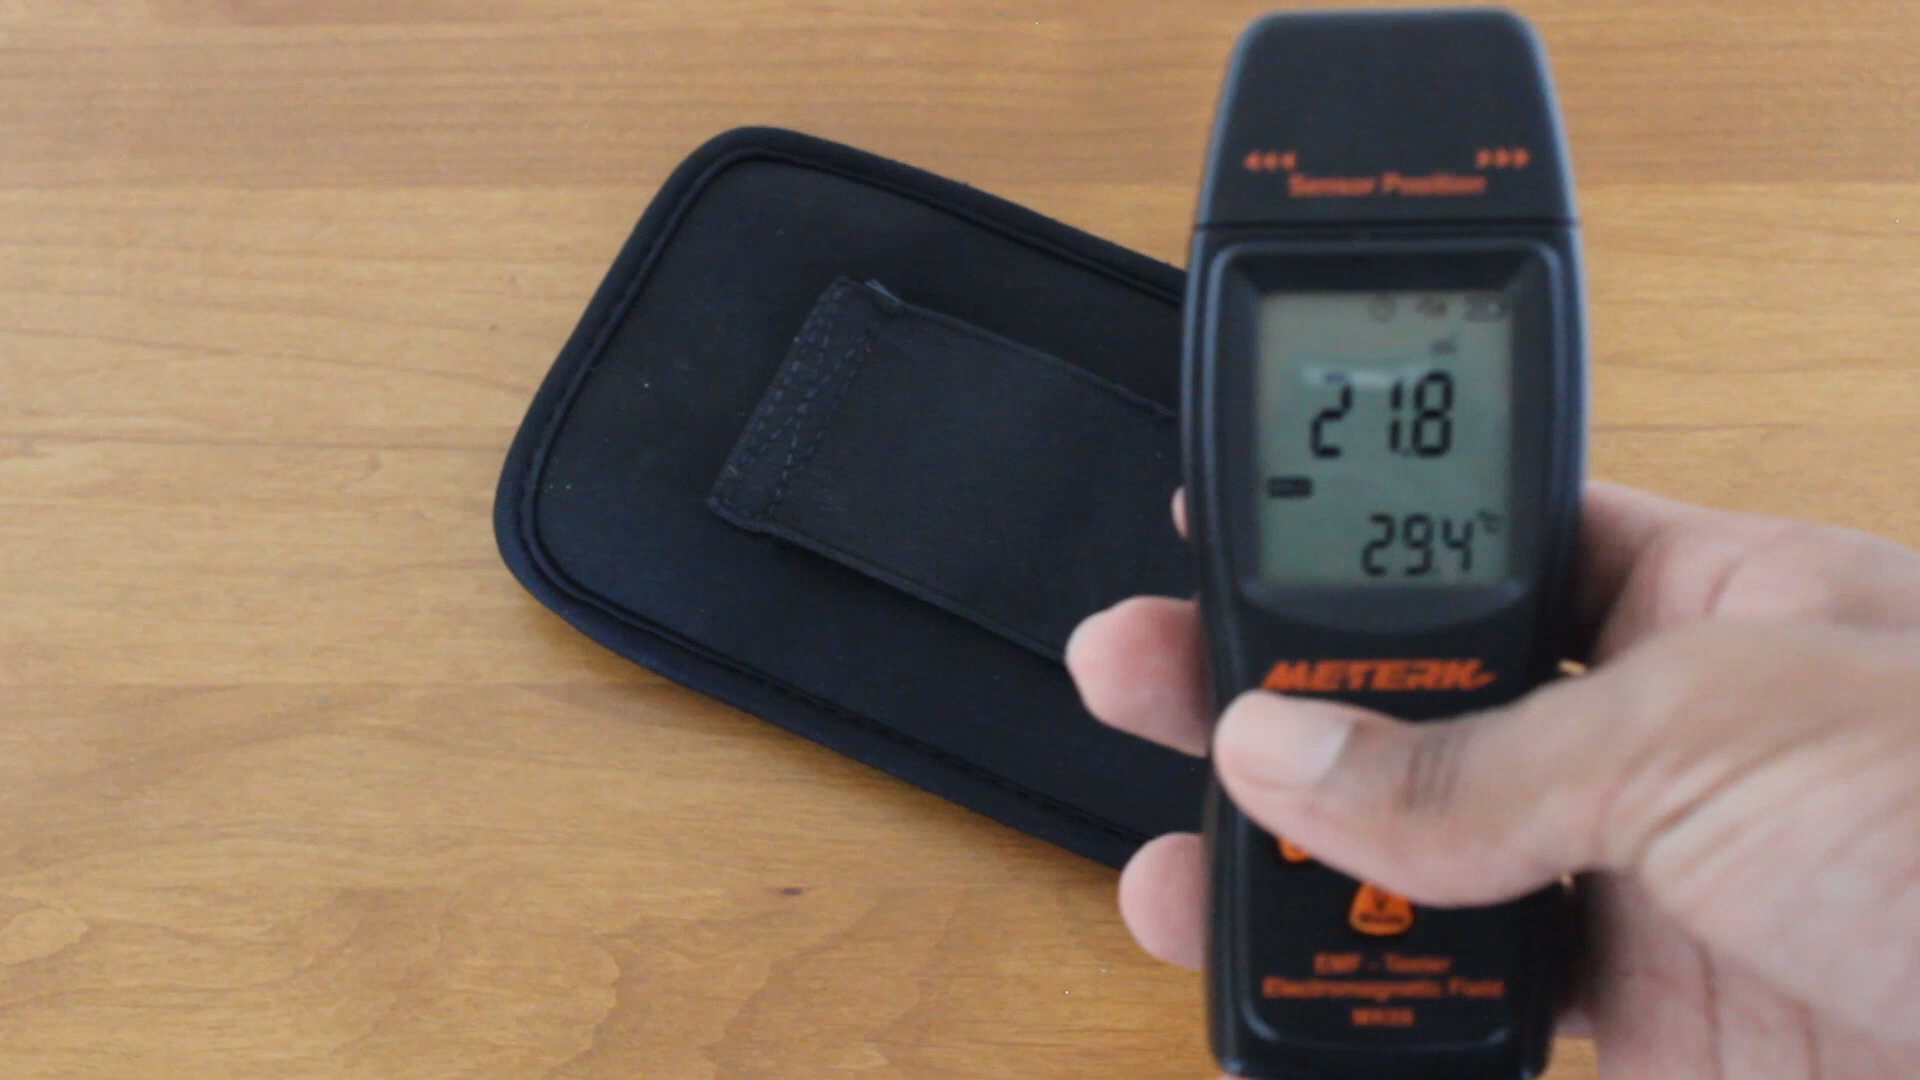 Sensor Position
21.8
29.4°C
METERK
EMF - Tester
Electromagnetic Field